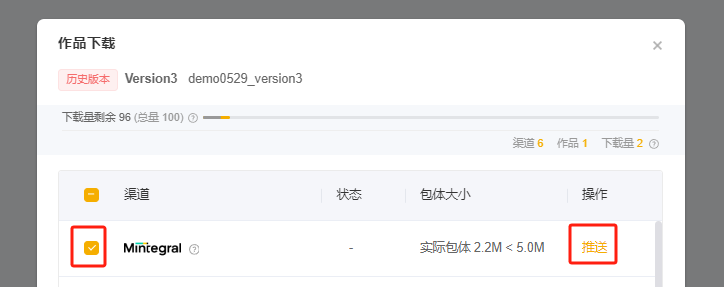 作品下载
历史版本 Version3 demo0529_version3
下载量剩余 96 (总量 100)
渠道 6 作品 1 下载量 2
渠道 状态 包体大小 操作
Mintegral - 实际包体 2.2M < 5.0M 推送